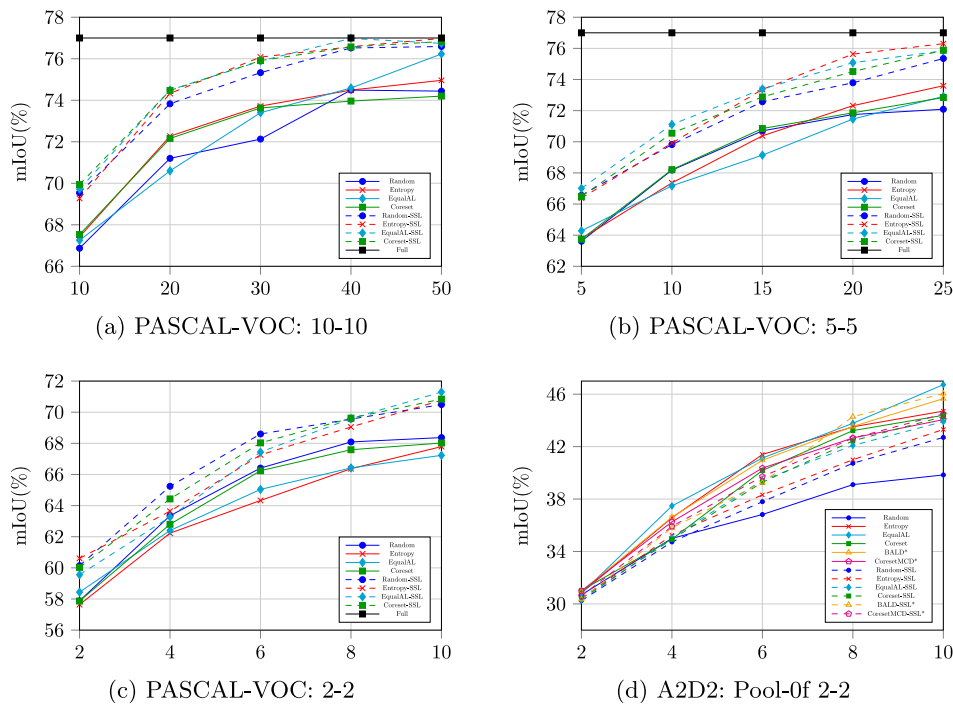 78
76
74
72
70
68
66
mIoU(%)
Random
Entropy
EqualAL
Coreset
Random-SSL
Entropy-SSL
EqualAL-SSL
Coreset-SSL
Full
10 20 30 40 50
(a) PASCAL-VOC: 10-10
78
76
74
72
70
68
66
64
62
mIoU(%)
Random
Entropy
EqualAL
Coreset
Random-SSL
Entropy-SSL
EqualAL-SSL
Coreset-SSL
Full
5 10 15 20 25
(b) PASCAL-VOC: 5-5
72
70
68
66
64
62
60
58
56
mIoU(%)
Random
Entropy
EqualAL
Coreset
Random-SSL
Entropy-SSL
EqualAL-SSL
Coreset-SSL
Full
2 4 6 8 10
(c) PASCAL-VOC: 2-2
46
42
38
34
30
mIoU(%)
Random
Entropy
EqualAL
Coreset
BALD*
CoresetMCD*
Random-SSL
Entropy-SSL
EqualAL-SSL
Coreset-SSL
BALD-SSL*
CoresetMCD-SSL*
2 4 6 8 10
(d) A2D2: Pool-0f 2-2